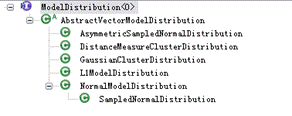 ModelDistribution<O>
AbstractVectorModelDistribution
AsymmetricSampledNormalDistribution
DistanceMeasureClusterDistribution
GaussianClusterDistribution
L1ModelDistribution
NormalModelDistribution
SampledNormalDistribution